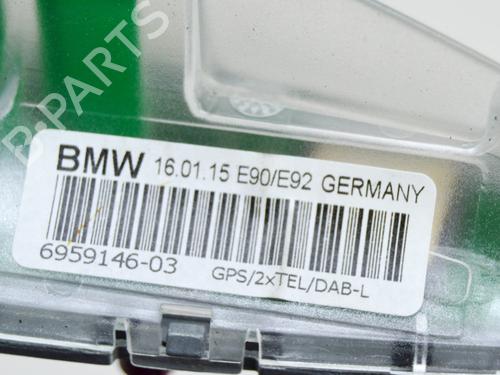 B-PARTS
BMW 16.01.15 E90/E92 GERMANY
6959146-03 GPS/2xTEL/DAB-L